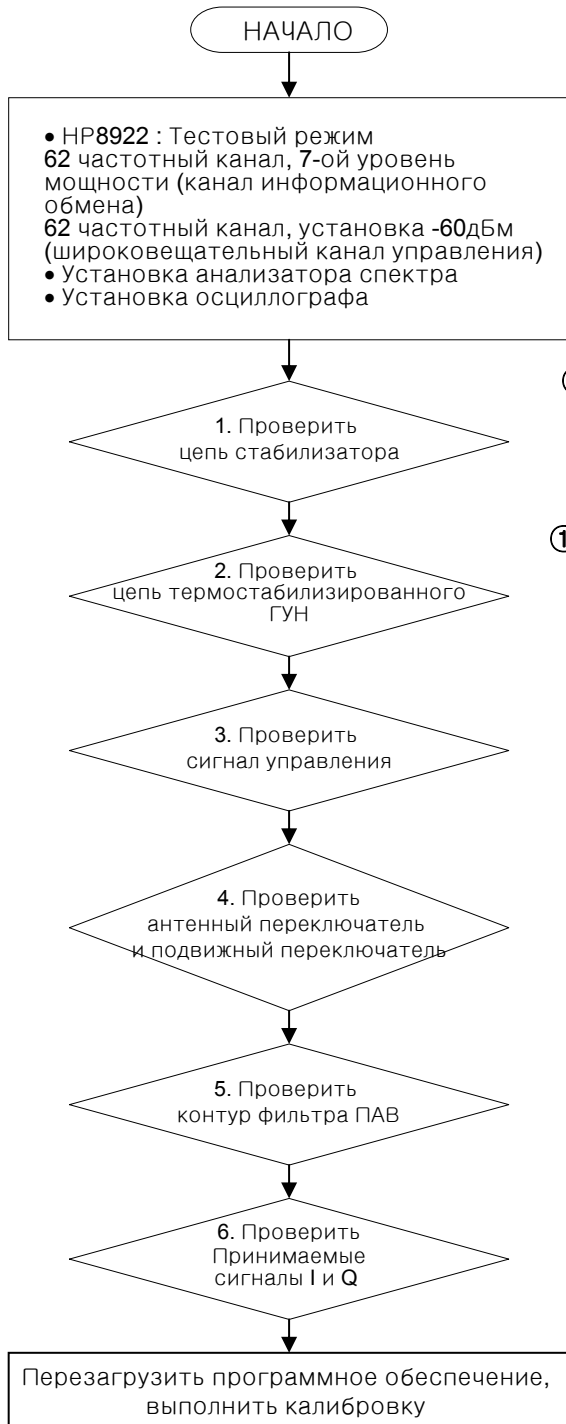 НАЧАЛО
• HP8922 : Тестовый режим
62 частотный канал, 7-ой уровень
мощности (канал информационного
обмена)
62 частотный канал, установка -60дБм
(широковещательный канал управления)
• Установка анализатора спектра
• Установка осциллографа
1. Проверить
цепь стабилизатора
2. Проверить
цепь термостабилизированного
ГУН
3. Проверить
сигнал управления
4. Проверить
антенный переключатель
и подвижный переключатель
5. Проверить
контур фильтра ПАВ
6. Проверить
Принимаемые
сигналы I и Q
Перезагрузить программное обеспечение,
выполнить калибровку